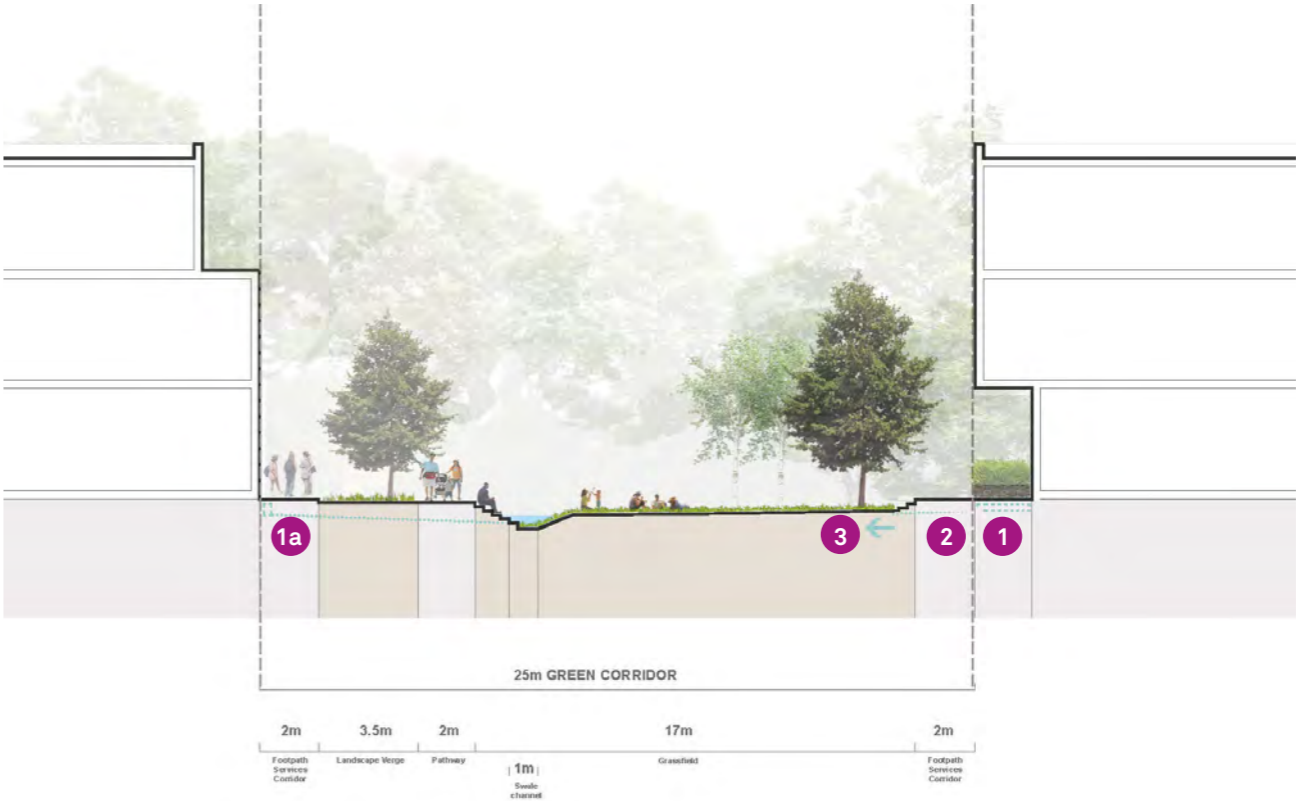 1a
3
2
1
25m GREEN CORRIDOR
2m
3.5m
2m
17m
2m
Footpath
Services
Corridor
Landscape Verge
Pathway
Grassfield
Footpath
Services
Corridor
1m
Swale
channel